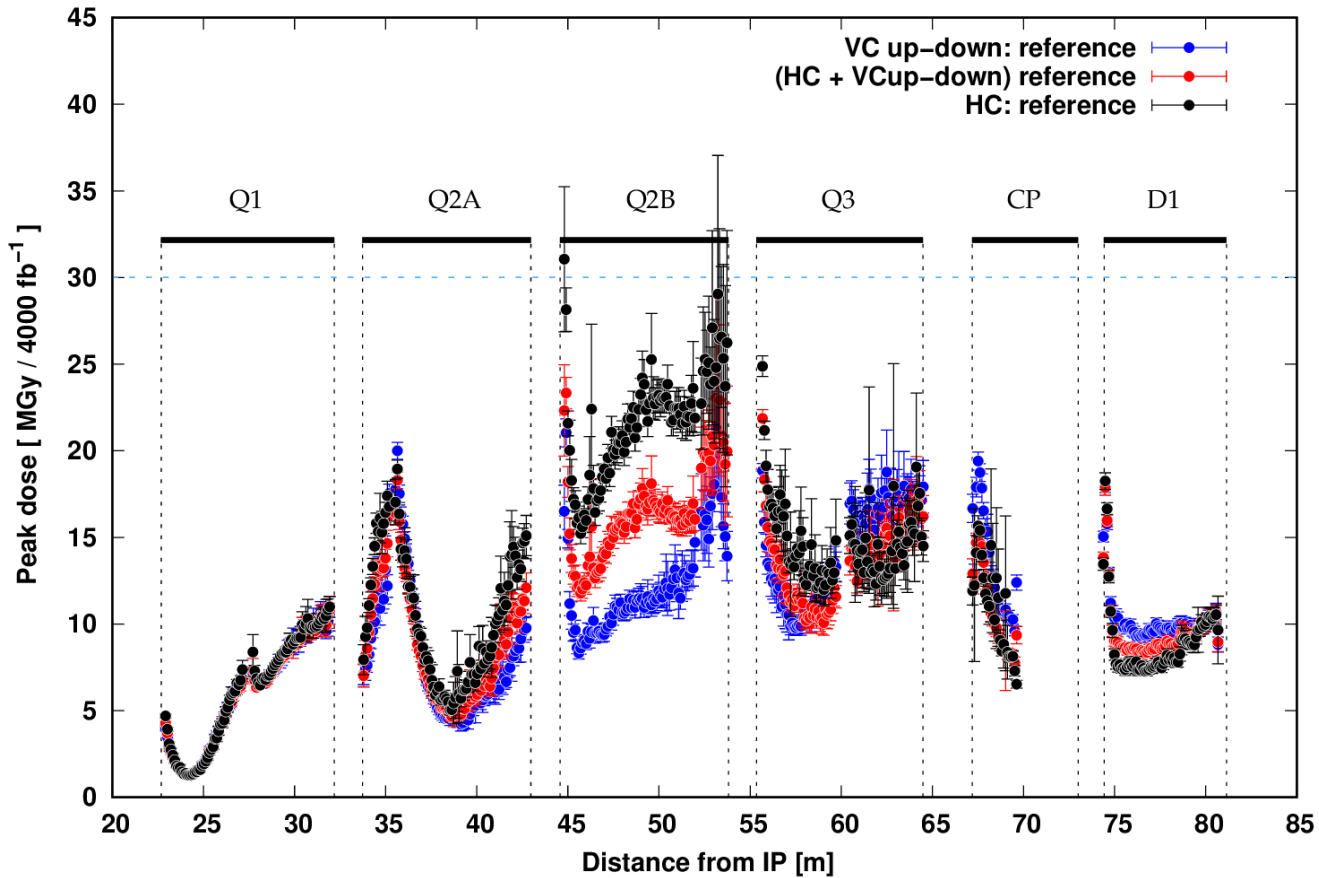 VC up−down: reference
(HC + VCup−down) reference
HC: reference
Q1 Q2A Q2B Q3 CP D1
Peak dose [ MGy / 4000 fb⁻¹ ]
45
40
35
30
25
20
15
10
5
0
20 25 30 35 40 45 50 55 60 65 70 75 80 85
Distance from IP [m]